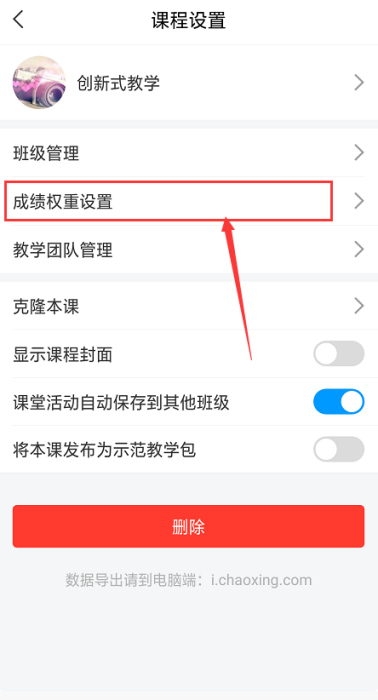 课程设置
创新式教学
班级管理
成绩权重设置
教学团队管理
克隆本课
显示课程封面
课堂活动自动保存到其他班级
将本课发布为示范教学包
删除
数据导出请到电脑端：i.chaoxing.com